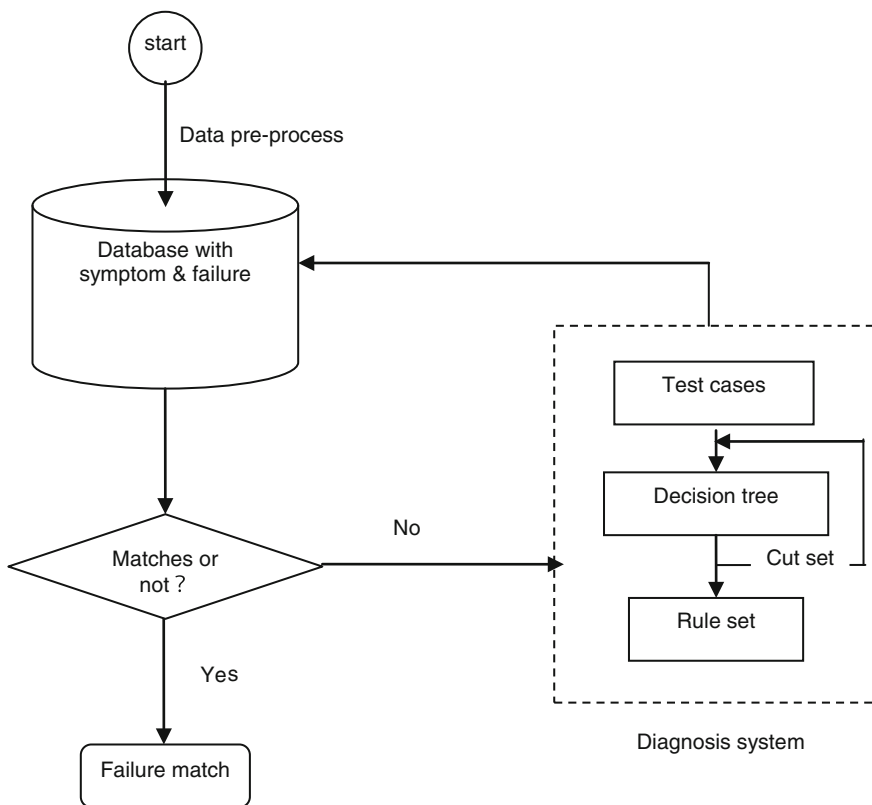 start
Data pre-process
Database with
symptom & failure
Matches or
not？
No
Yes
Failure match
Test cases
Decision tree
Cut set
Rule set
Diagnosis system